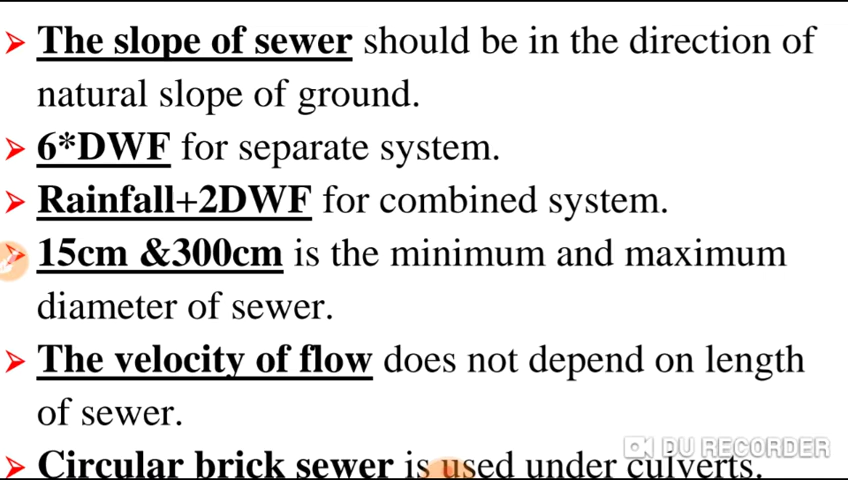 The slope of sewer should be in the direction of
natural slope of ground.
6*DWF for separate system.
Rainfall+2DWF for combined system.
15cm &300cm is the minimum and maximum
diameter of sewer.
The velocity of flow does not depend on length
of sewer.
DU RECORDER
Circular brick sewer is used under culverts.